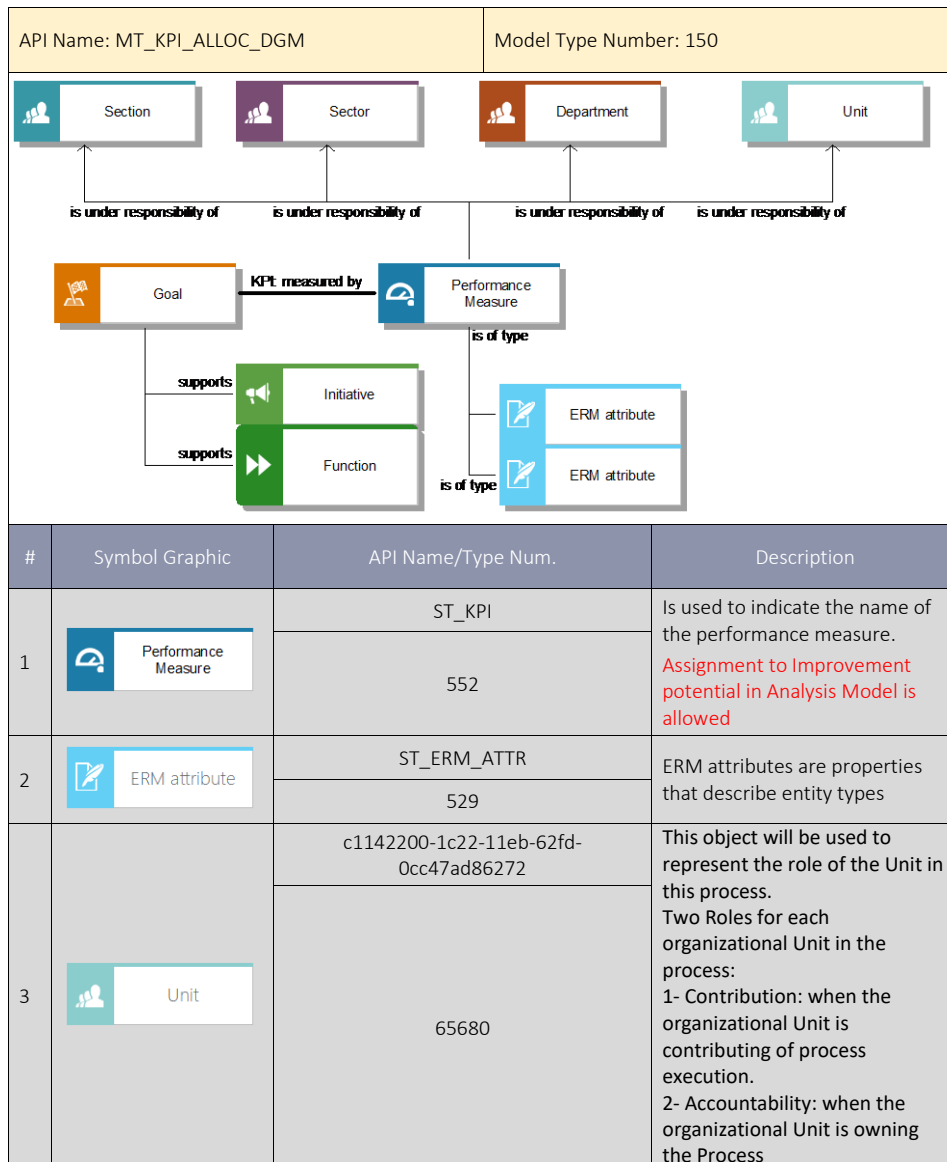 API Name: MT_KPI_ALLOC_DGM
Model Type Number: 150
Section
Sector
Department
Unit
is under responsibility of
is under responsibility of
is under responsibility of
is under responsibility of
Goal
KPI: measured by
Performance
Measure
is of type
supports
Initiative
ERM attribute
supports
Function
is of type
ERM attribute
#
Symbol Graphic
API Name/Type Num.
Description
1
Performance
Measure
ST_KPI
552
Is used to indicate the name of
the performance measure.
Assignment to Improvement
potential in Analysis Model is
allowed
2
ERM attribute
ST_ERM_ATTR
529
ERM attributes are properties
that describe entity types
3
Unit
c1142200-1c22-11eb-62fd-
0cc47ad86272
65680
This object will be used to
represent the role of the Unit in
this process.
Two Roles for each
organizational Unit in the
process:
1- Contribution: when the
organizational Unit is
contributing of process
execution.
2- Accountability: when the
organizational Unit is owning
the Process